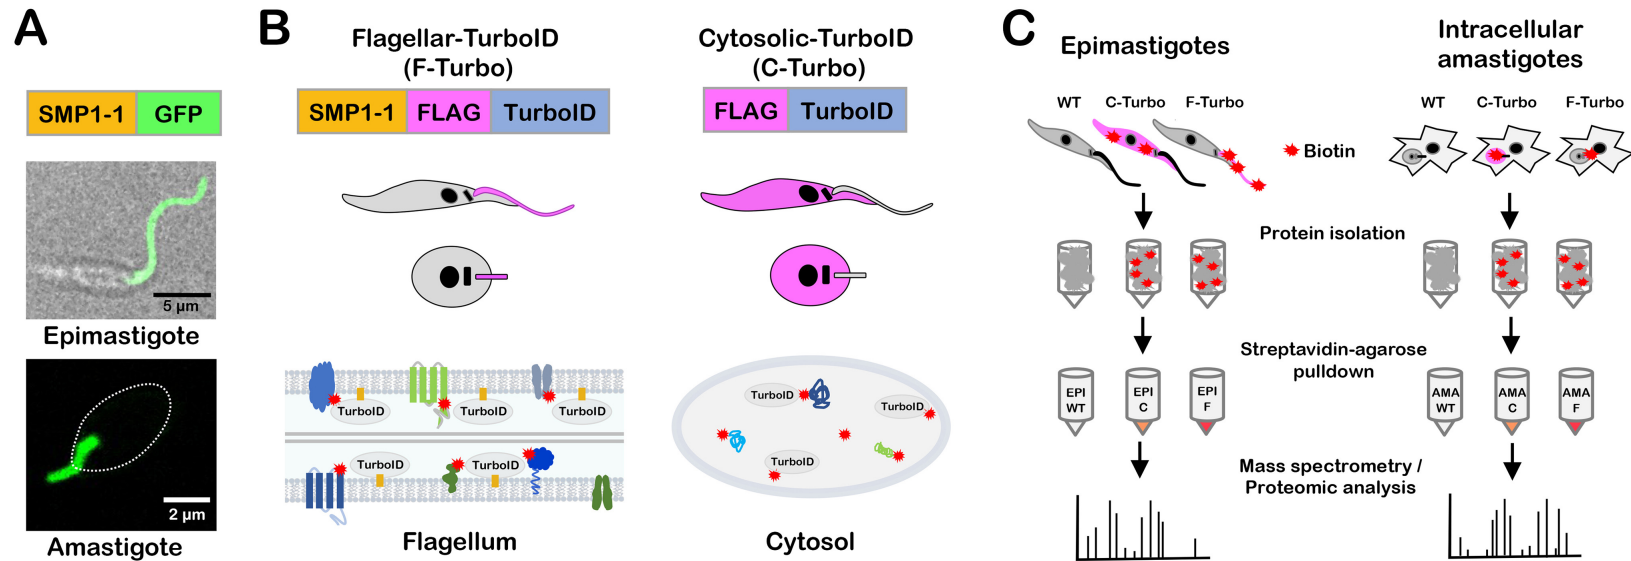 A
SMP1-1 GFP
5 µm
Epimastigote
2 µm
Amastigote
B
Flagellar-TurboID
(F-Turbo)
SMP1-1 FLAG TurboID
Cytosolic-TurboID
(C-Turbo)
FLAG TurboID
TurboID TurboID TurboID
TurboID TurboID
Flagellum
TurboID TurboID
TurboID
Cytosol
C
Epimastigotes
Intracellular
amastigotes
WT C-Turbo F-Turbo
WT C-Turbo F-Turbo
Biotin
Protein isolation
Streptavidin-agarose
pulldown
EPI
WT
EPI
C
EPI
F
AMA
WT
AMA
C
AMA
F
Mass spectrometry /
Proteomic analysis